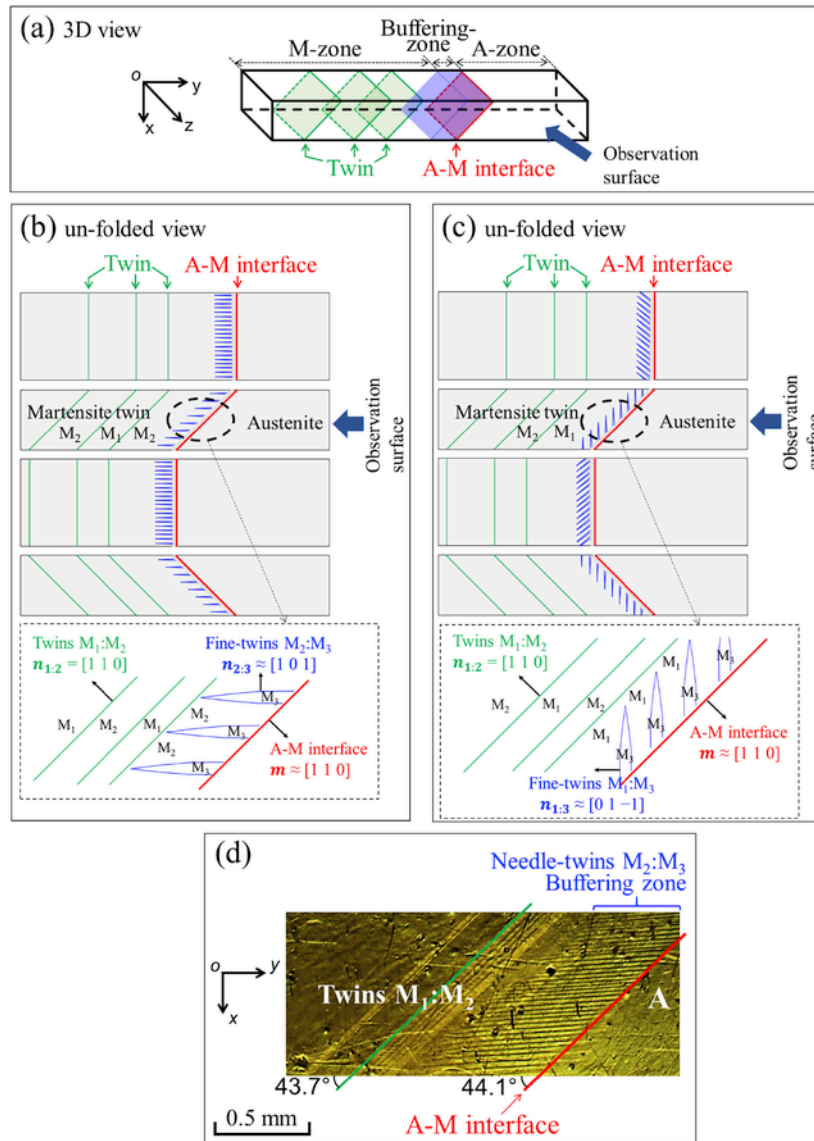 (a) 3D view
Buffering-
zone
M-zone
A-zone
o
y
x
z
Twin
A-M interface
Observation
surface
(b) un-folded view
Twin
A-M interface
Martensite twin
M₂ M₁ M₂
Austenite
Observation
surface
Twins M₁:M₂
n₁:₂ = [1 1 0]
Fine-twins M₂:M₃
n₂:₃ ≈ [1 0 1]
M₁
M₂
M₁
M₂
M₂
M₃
M₃
M₃
A-M interface
m ≈ [1 1 0]
(c) un-folded view
Twin
A-M interface
Martensite twin
M₂ M₁
Austenite
Observation
surface
Twins M₁:M₂
n₁:₂ = [1 1 0]
M₂
M₁
M₂
M₁
M₁
M₁
M₃
M₃
M₃
M₃
A-M interface
m ≈ [1 1 0]
Fine-twins M₁:M₃
n₁:₃ ≈ [0 1 −1]
(d)
Needle-twins M₂:M₃
Buffering zone
o
y
x
Twins M₁:M₂
A
43.7°
44.1°
0.5 mm
A-M interface